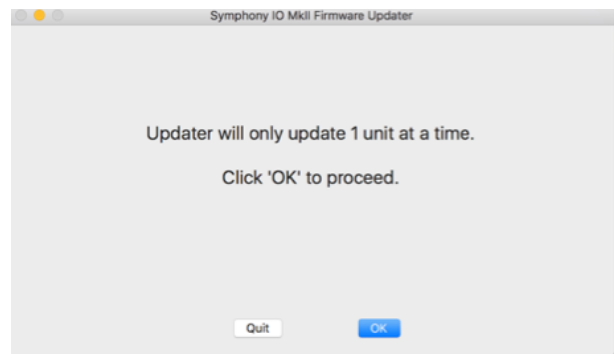 Symphony IO MkII Firmware Updater
Updater will only update 1 unit at a time.
Click 'OK' to proceed.
Quit
OK